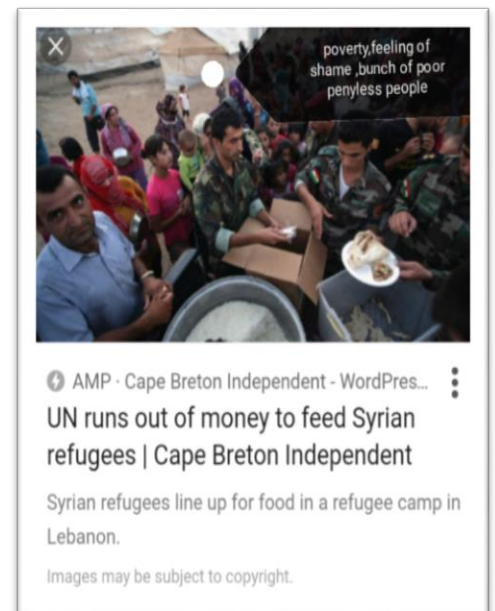 poverty,feeling of
shame ,bunch of poor
penyless people
AMP · Cape Breton Independent - WordPres...
UN runs out of money to feed Syrian
refugees | Cape Breton Independent
Syrian refugees line up for food in a refugee camp in
Lebanon.
Images may be subject to copyright.